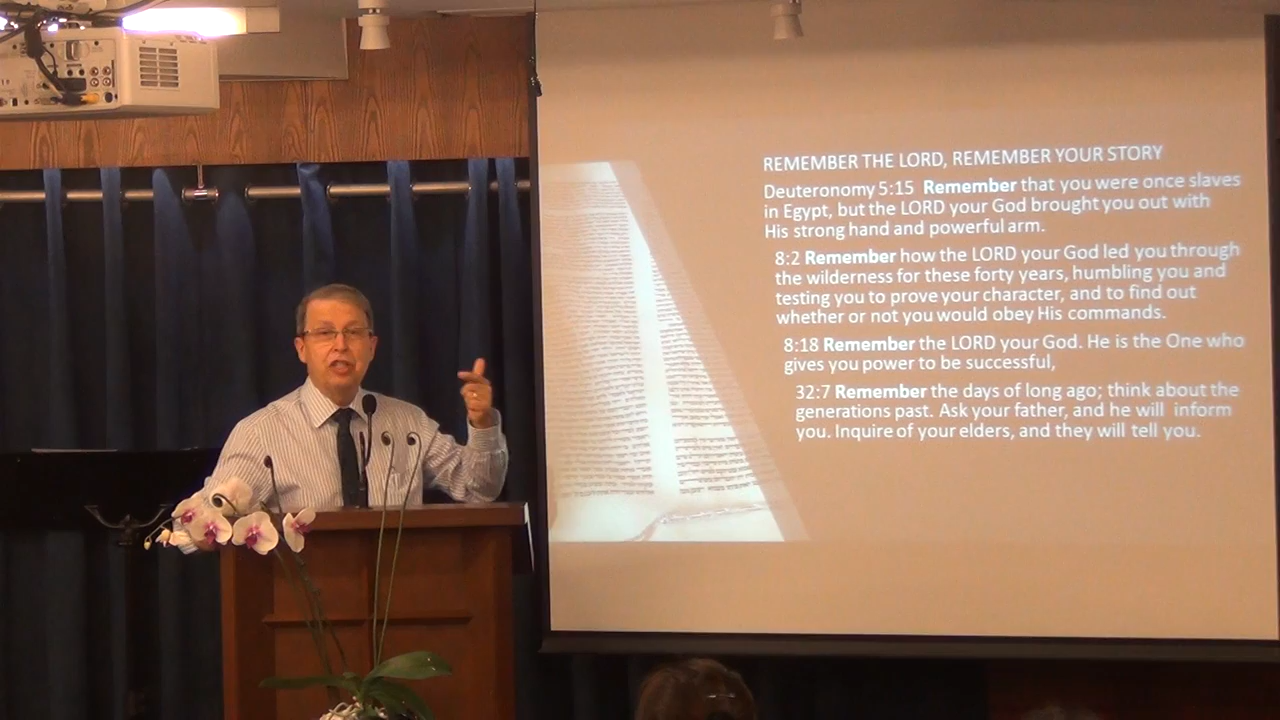 REMEMBER THE LORD, REMEMBER YOUR STORY
Deuteronomy 5:15 Remember that you were once slaves
in Egypt, but the LORD your God brought you out with
His strong hand and powerful arm.
8:2 Remember how the LORD your God led you through
the wilderness for these forty years, humbling you and
testing you to prove your character, and to find out
whether or not you would obey His commands.
8:18 Remember the LORD your God. He is the One who
gives you power to be successful,
32:7 Remember the days of long ago; think about the
generations past. Ask your father, and he will inform
you. Inquire of your elders, and they will tell you.